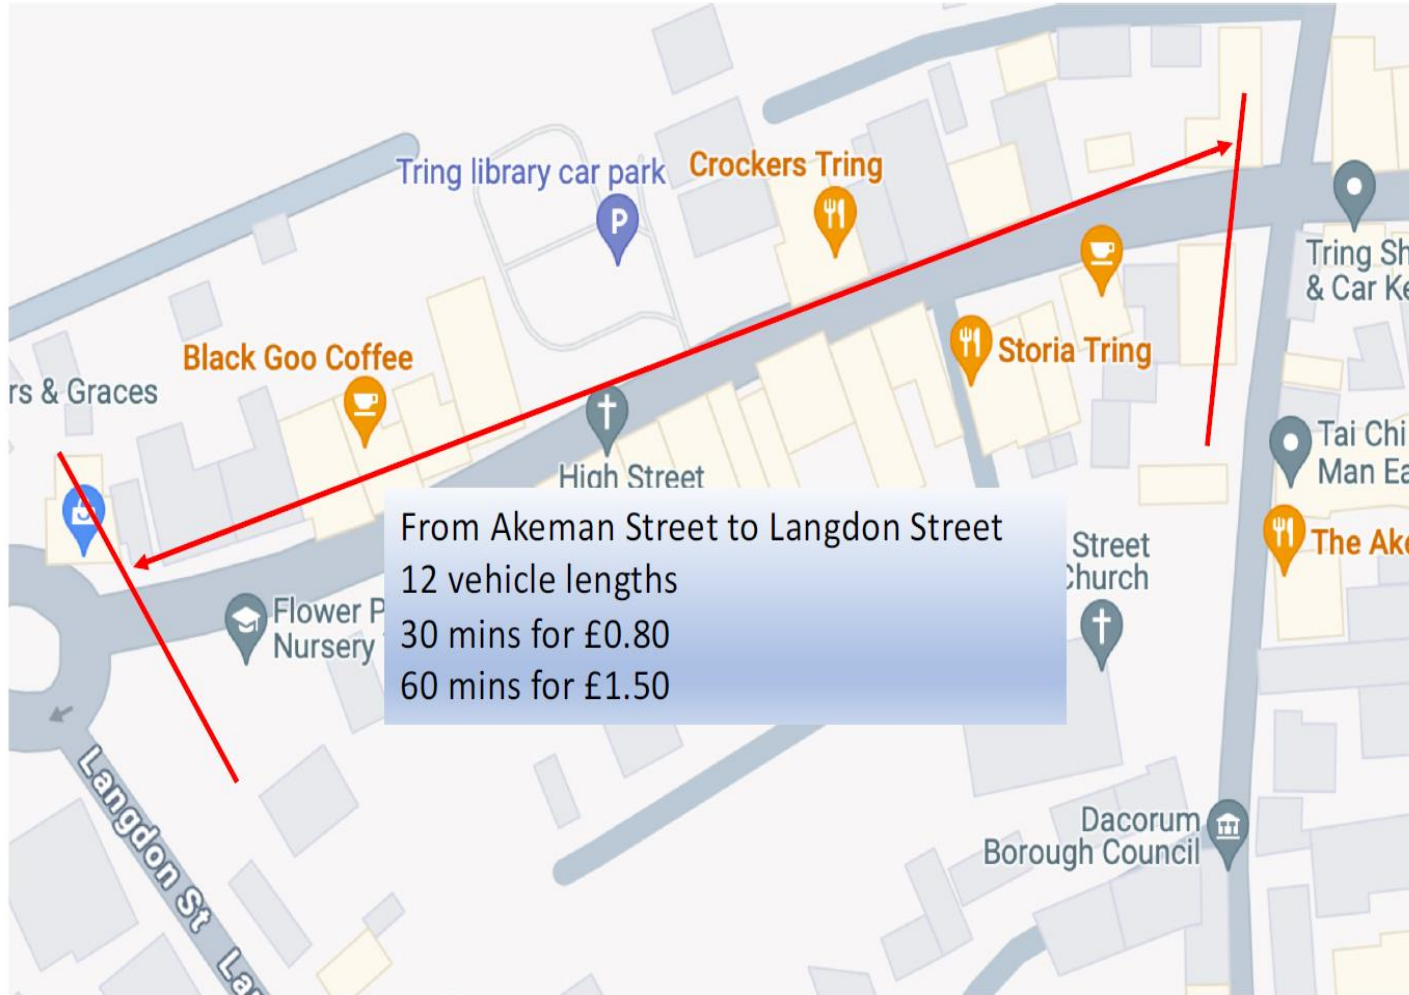 Tring library car park
Crockers Tring
P
Tring Sh
& Car Ke
Black Goo Coffee
Storia Tring
rs & Graces
Tai Chi
Man Ea
High Street
From Akeman Street to Langdon Street
12 vehicle lengths
30 mins for £0.80
60 mins for £1.50
Street
Church
The Ake
Flower P
Nursery
Langdon St
La
Dacorum
Borough Council